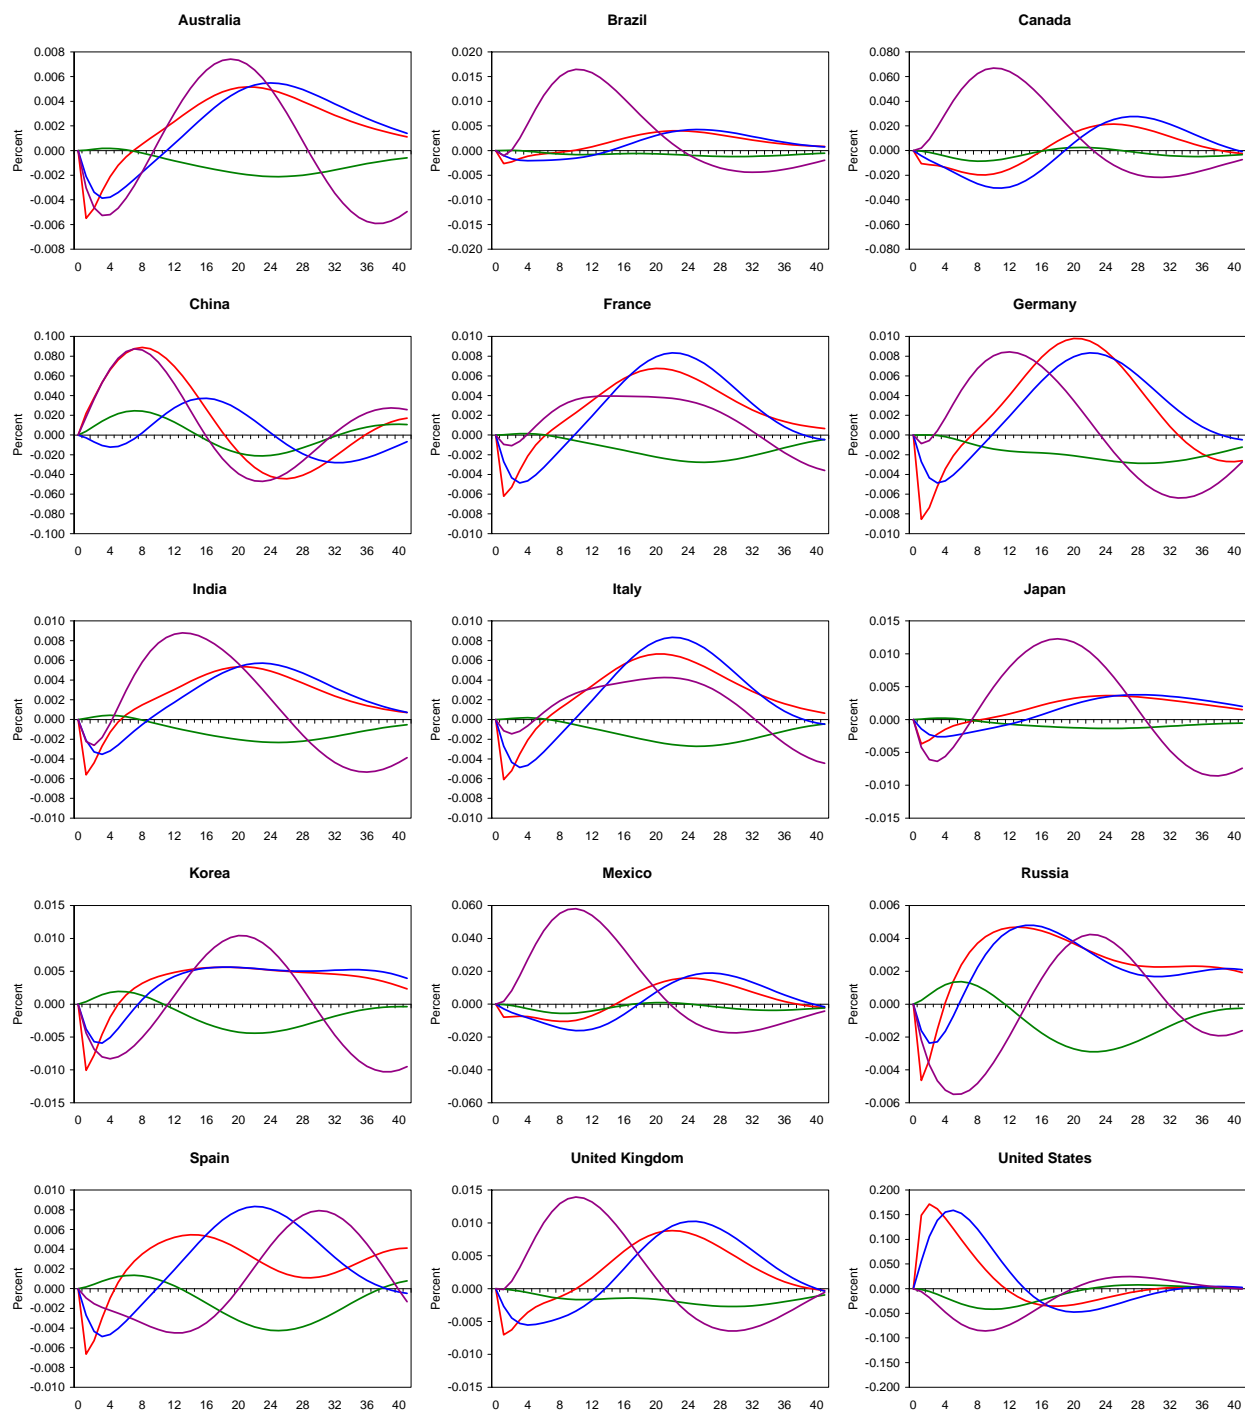 Australia Brazil Canada
0.008 0.020 0.080
0.006 0.015 0.060
0.004 0.010 0.040
0.002 0.005 0.020
0.000 0.000 0.000
-0.002 -0.005 -0.020
-0.004 -0.010 -0.040
-0.006 -0.015 -0.060
-0.008 -0.020 -0.080
Percent Percent Percent
0 4 8 12 16 20 24 28 32 36 40 0 4 8 12 16 20 24 28 32 36 40 0 4 8 12 16 20 24 28 32 36 40
China France Germany
0.100 0.010 0.010
0.080 0.008 0.008
0.060 0.006 0.006
0.040 0.004 0.004
0.020 0.002 0.002
0.000 0.000 0.000
-0.020 -0.002 -0.002
-0.040 -0.004 -0.004
-0.060 -0.006 -0.006
-0.080 -0.008 -0.008
-0.100 -0.010 -0.010
Percent Percent Percent
0 4 8 12 16 20 24 28 32 36 40 0 4 8 12 16 20 24 28 32 36 40 0 4 8 12 16 20 24 28 32 36 40
India Italy Japan
0.010 0.010 0.015
0.008 0.008
0.006 0.006 0.010
0.004 0.004
0.002 0.002 0.005
0.000 0.000 0.000
-0.002 -0.002 -0.005
-0.004 -0.004
-0.006 -0.006 -0.010
-0.008 -0.008
-0.010 -0.010 -0.015
Percent Percent Percent
0 4 8 12 16 20 24 28 32 36 40 0 4 8 12 16 20 24 28 32 36 40 0 4 8 12 16 20 24 28 32 36 40
Korea Mexico Russia
0.015 0.060 0.006
0.010 0.040 0.004
0.005 0.020 0.002
0.000 0.000 0.000
-0.005 -0.020 -0.002
-0.010 -0.040 -0.004
-0.015 -0.060 -0.006
Percent Percent Percent
0 4 8 12 16 20 24 28 32 36 40 0 4 8 12 16 20 24 28 32 36 40 0 4 8 12 16 20 24 28 32 36 40
Spain United Kingdom United States
0.010 0.015 0.200
0.008 0.150
0.006 0.010
0.004 0.100
0.002 0.005 0.050
0.000 0.000 0.000
-0.002 -0.005 -0.050
-0.004 -0.100
-0.006 -0.010
-0.008 -0.150
-0.010 -0.015 -0.200
Percent Percent Percent
0 4 8 12 16 20 24 28 32 36 40 0 4 8 12 16 20 24 28 32 36 40 0 4 8 12 16 20 24 28 32 36 40